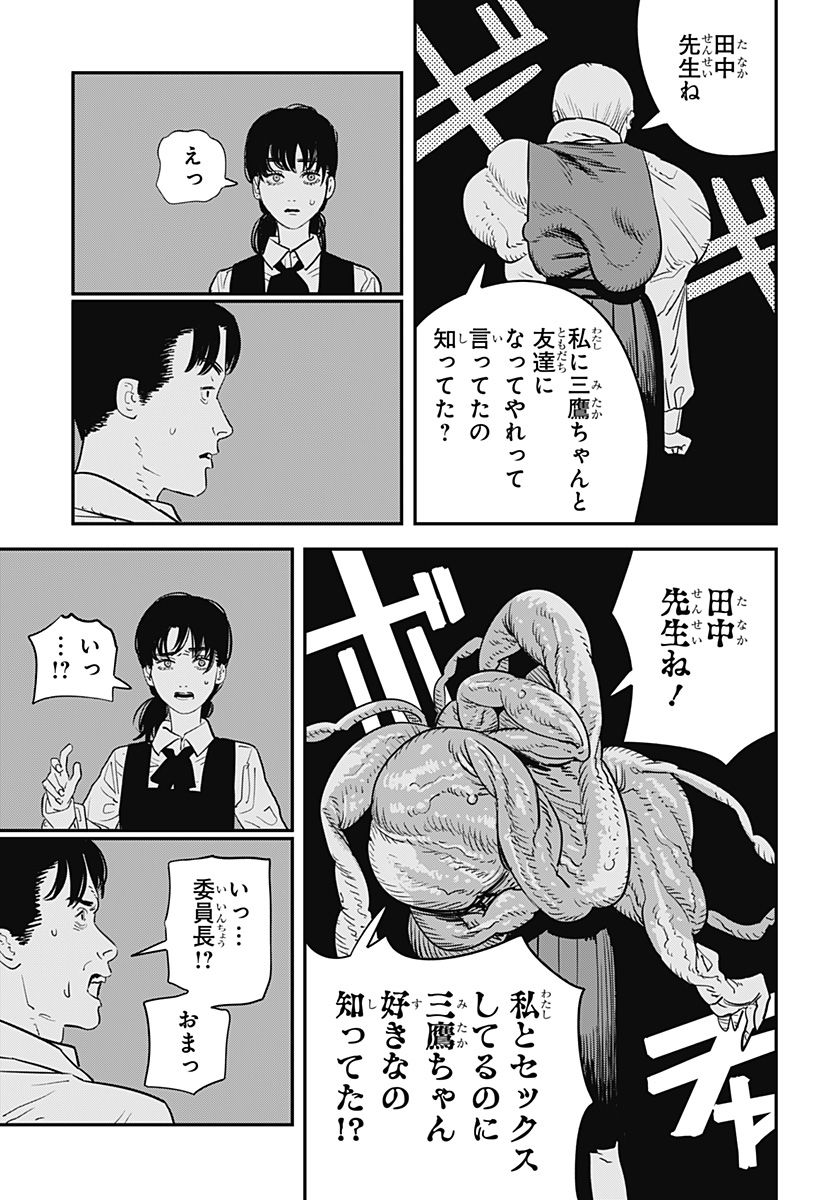 田中
先生ね
ギ
ギ
私に三鷹ちゃんと
友達に
なってやれって
言ってたの
知ってた?
えっ
田中
先生ね!
ボ
ジャ
私とセックス
してるのに
三鷹ちゃん
好きなの
知ってた!?
いっ
…!?
いっ…
委員長!?
おまっ